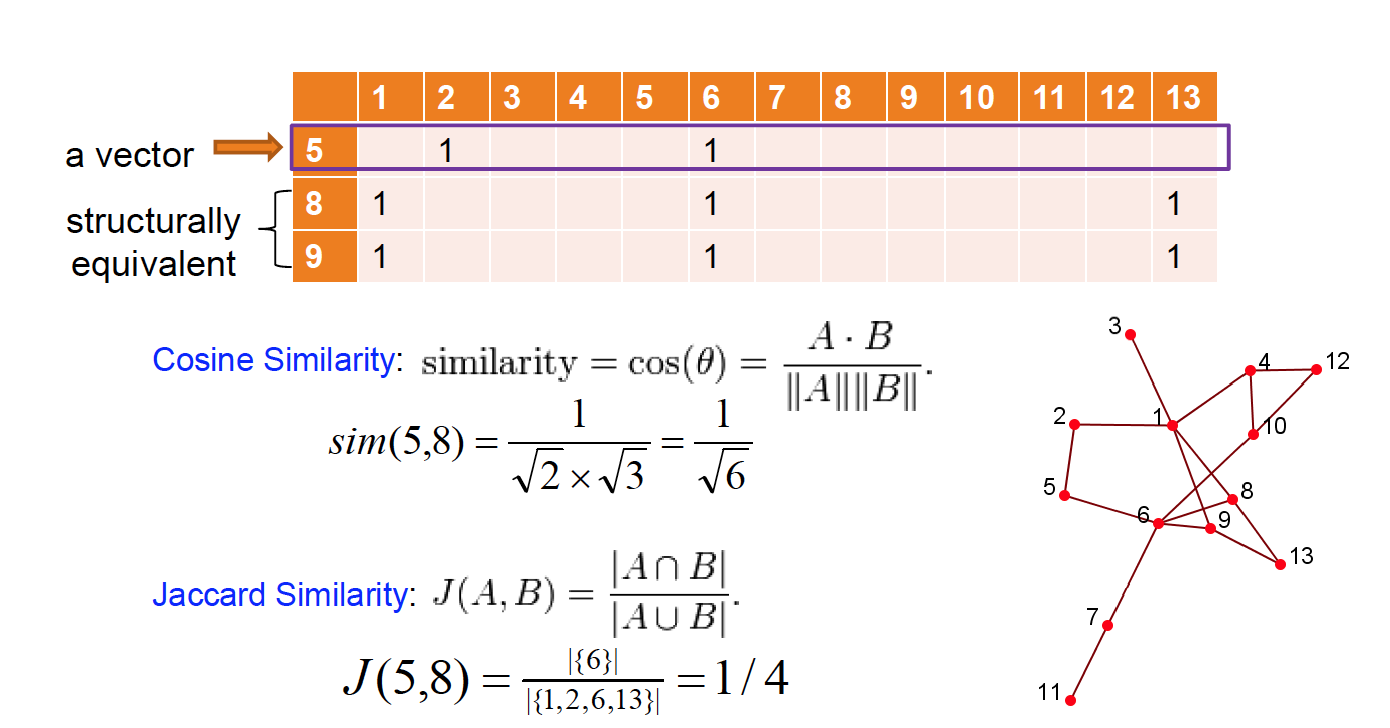 1 2 3 4 5 6 7 8 9 10 11 12 13
a vector 5 1 1
structurally 8 1 1 1
equivalent 9 1 1 1
Cosine Similarity: similarity = cos(θ) = A · B / ‖A‖‖B‖.
sim(5,8) = 1 / √2 × √3 = 1 / √6
Jaccard Similarity: J(A, B) = |A ∩ B| / |A ∪ B|.
J(5,8) = |{6}| / |{1,2,6,13}| = 1/4
3
4 12
2 1 10
5 8
6 9
13
7
11